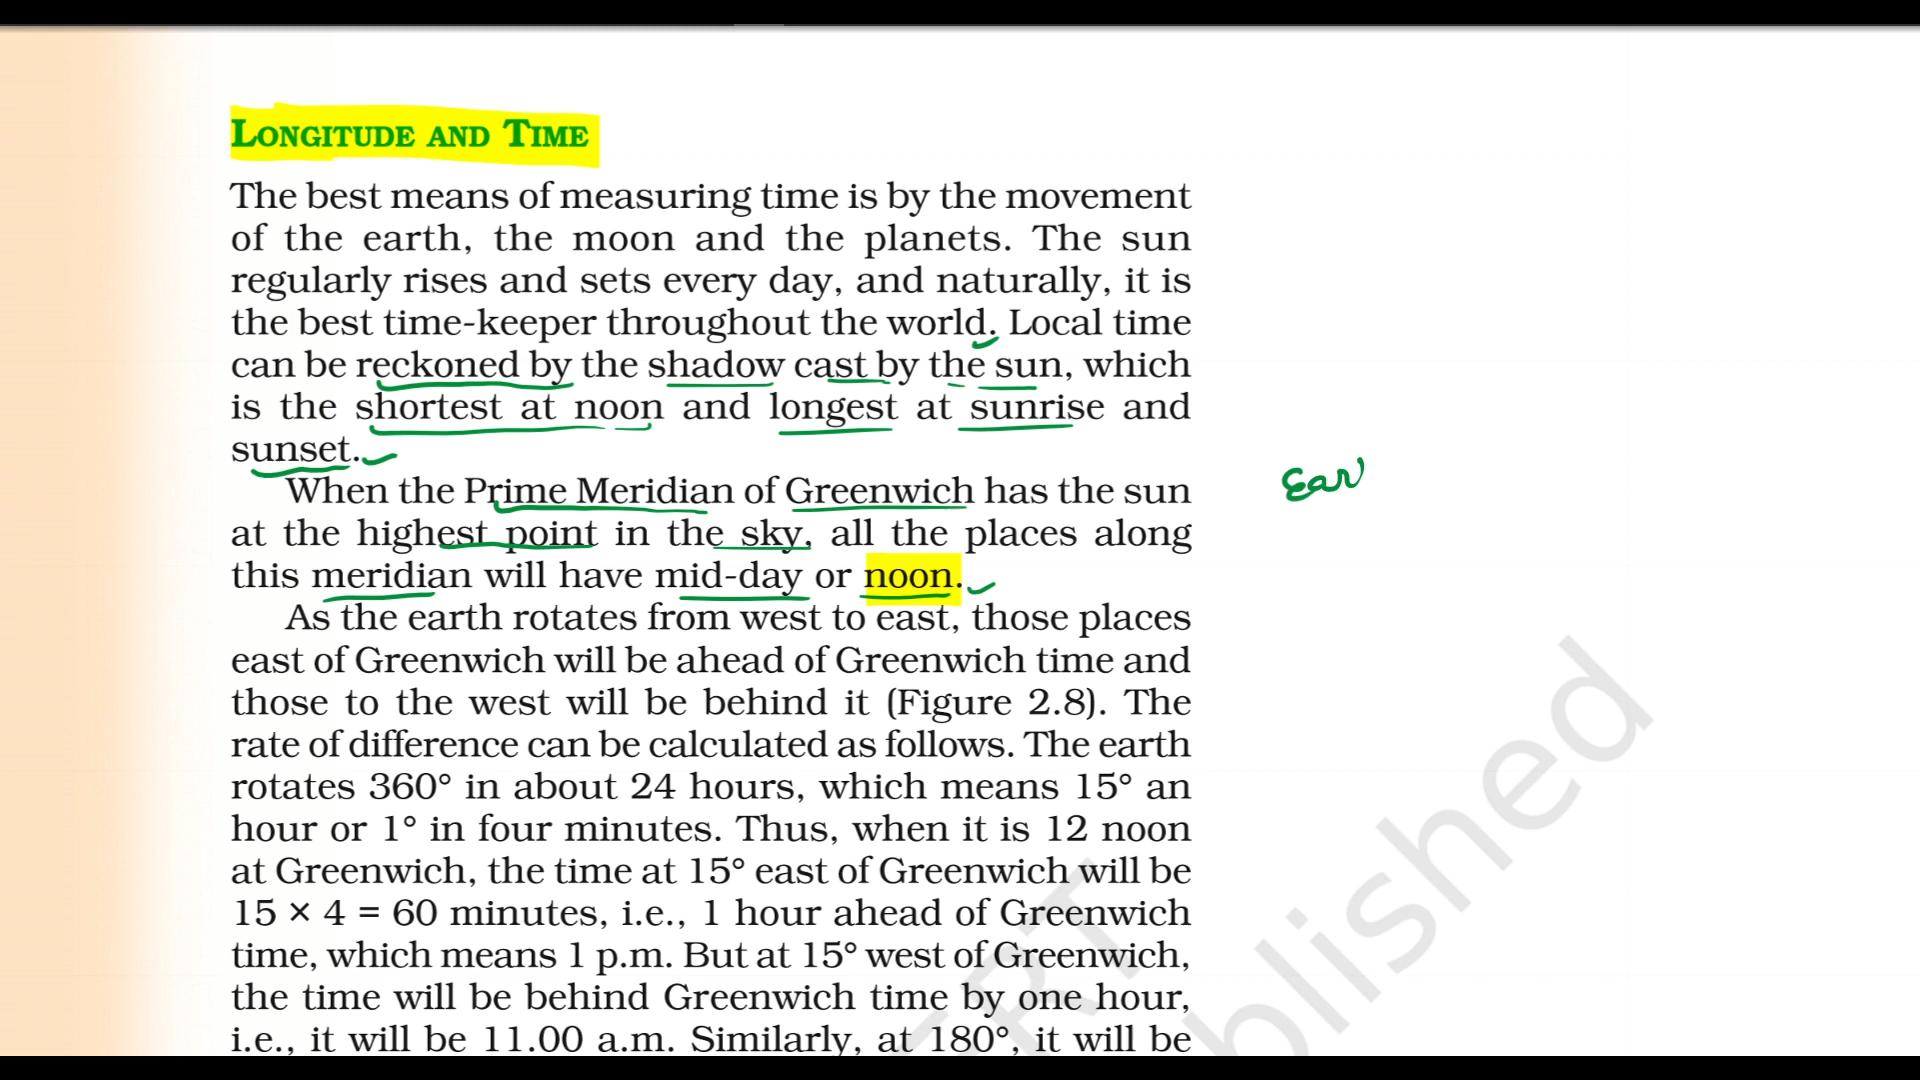 LONGITUDE AND TIME
The best means of measuring time is by the movement
of the earth, the moon and the planets. The sun
regularly rises and sets every day, and naturally, it is
the best time-keeper throughout the world. Local time
can be reckoned by the shadow cast by the sun, which
is the shortest at noon and longest at sunrise and
sunset.
When the Prime Meridian of Greenwich has the sun
at the highest point in the sky, all the places along
this meridian will have mid-day or noon.
As the earth rotates from west to east, those places
east of Greenwich will be ahead of Greenwich time and
those to the west will be behind it (Figure 2.8). The
rate of difference can be calculated as follows. The earth
rotates 360° in about 24 hours, which means 15° an
hour or 1° in four minutes. Thus, when it is 12 noon
at Greenwich, the time at 15° east of Greenwich will be
15 × 4 = 60 minutes, i.e., 1 hour ahead of Greenwich
time, which means 1 p.m. But at 15° west of Greenwich,
the time will be behind Greenwich time by one hour,
i.e., it will be 11.00 a.m. Similarly, at 180°, it will be
Ear
blished